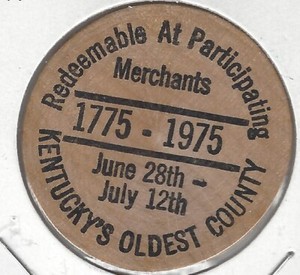 Redeemable At Participating
Merchants
1775 - 1975
June 28th -
July 12th
KENTUCKY'S OLDEST COUNTY